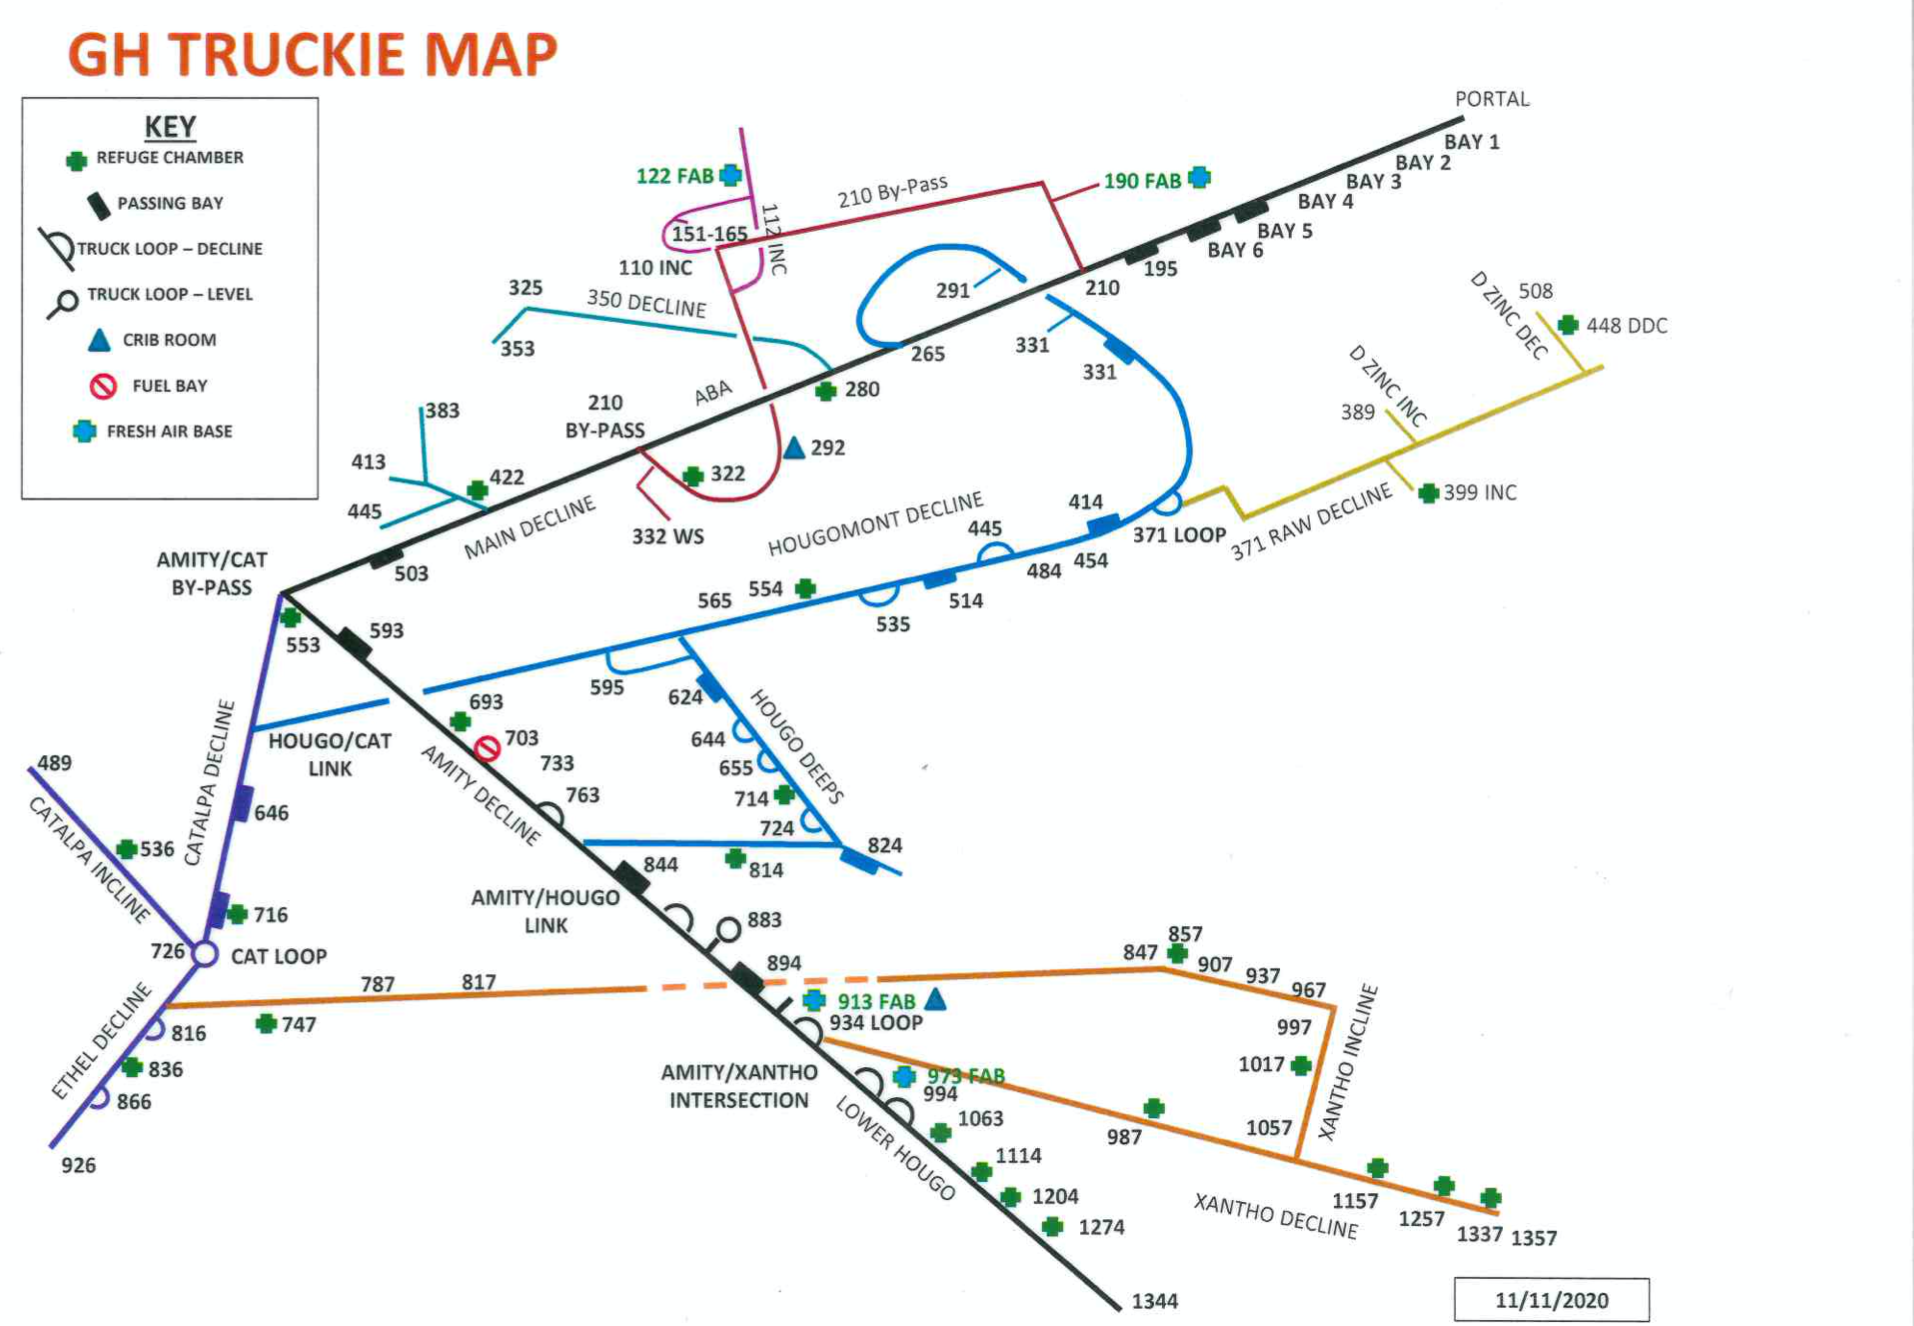 GH TRUCKIE MAP
KEY
REFUGE CHAMBER
PASSING BAY
TRUCK LOOP – DECLINE
TRUCK LOOP – LEVEL
CRIB ROOM
FUEL BAY
FRESH AIR BASE
PORTAL
BAY 1
BAY 2
BAY 3
BAY 4
BAY 5
BAY 6
195
210
190 FAB
210 By-Pass
122 FAB
112 INC
151-165
110 INC
325
350 DECLINE
353
291
265
331
331
280
ABA
210
BY-PASS
292
322
332 WS
383
413
422
445
MAIN DECLINE
503
AMITY/CAT
BY-PASS
D ZINC DEC
508
448 DDC
D ZINC INC
389
399 INC
371 RAW DECLINE
371 LOOP
414
454
HOUGOMONT DECLINE
445
484
514
535
554
565
595
553
593
624
HOUGO DEEPS
644
655
714
724
824
814
693
703
733
763
AMITY DECLINE
HOUGO/CAT
LINK
CATALPA DECLINE
646
716
489
CATALPA INCLINE
536
726
CAT LOOP
844
AMITY/HOUGO
LINK
883
894
787
817
747
ETHEL DECLINE
816
836
866
926
913 FAB
934 LOOP
AMITY/XANTHO
INTERSECTION
973 FAB
994
LOWER HOUGO
1063
1114
1204
1274
1344
847
857
907
937
967
997
1017
XANTHO INCLINE
1057
987
XANTHO DECLINE
1157
1257
1337
1357
11/11/2020